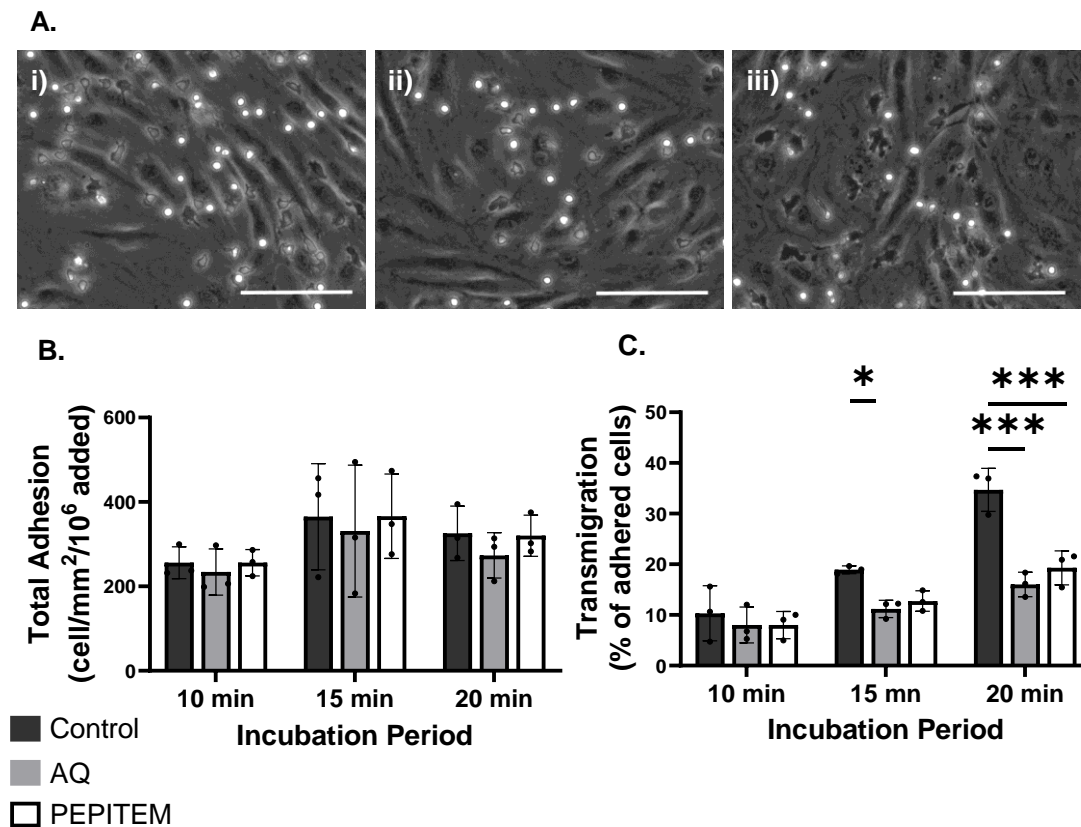 A.
i)
ii)
iii)
B.
Total Adhesion
(cell/mm²/10⁶ added)
600
400
200
0
10 min
15 min
20 min
Incubation Period
C.
Transmigration
(% of adhered cells)
50
40
30
20
10
0
*
***
***
10 min
15 mn
20 min
Incubation Period
Control
AQ
PEPITEM